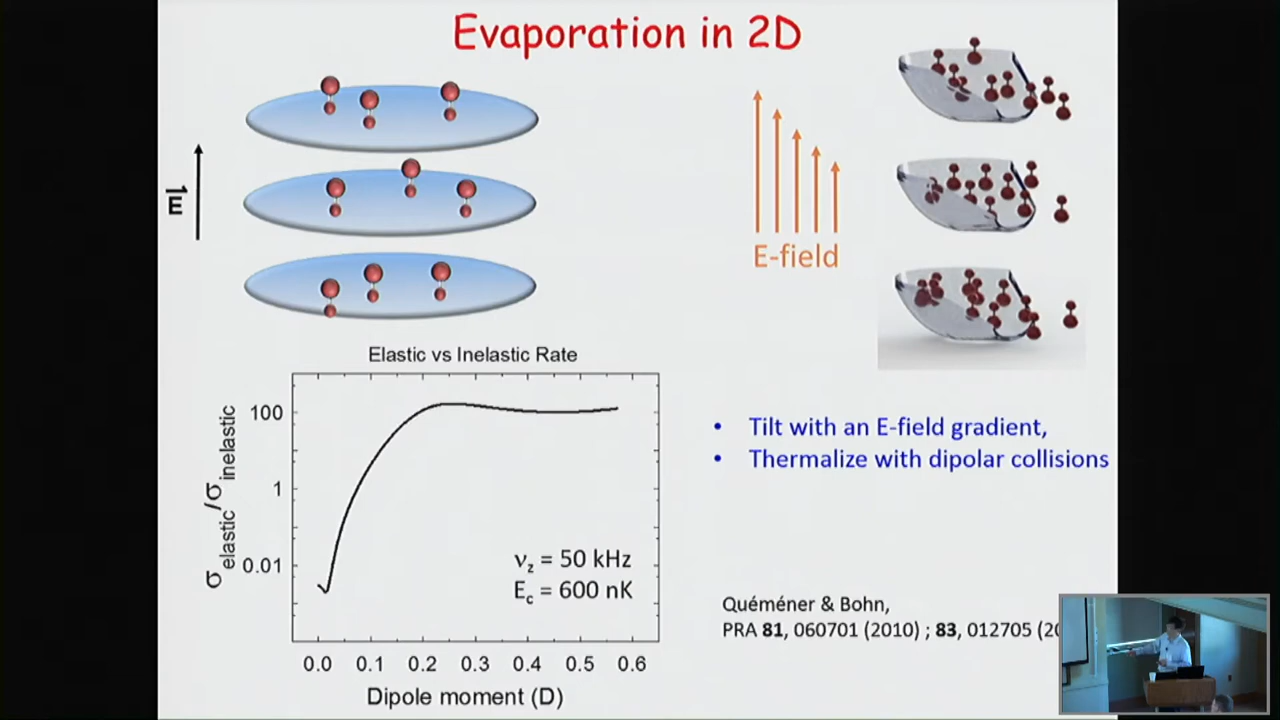 Evaporation in 2D
E
E-field
Elastic vs Inelastic Rate
σelastic/σinelastic
100
1
0.01
νz = 50 kHz
Ec = 600 nK
0.0 0.1 0.2 0.3 0.4 0.5 0.6
Dipole moment (D)
• Tilt with an E-field gradient,
• Thermalize with dipolar collisions
Quéméner & Bohn,
PRA 81, 060701 (2010) ; 83, 012705